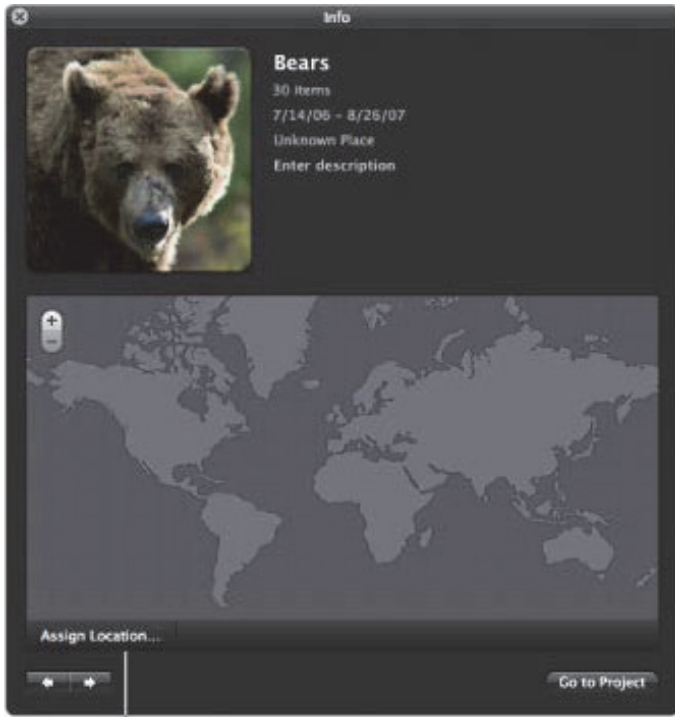 Info
Bears
30 items
7/14/06 - 8/26/07
Unknown Place
Enter description
+
−
Assign Location...
Go to Project